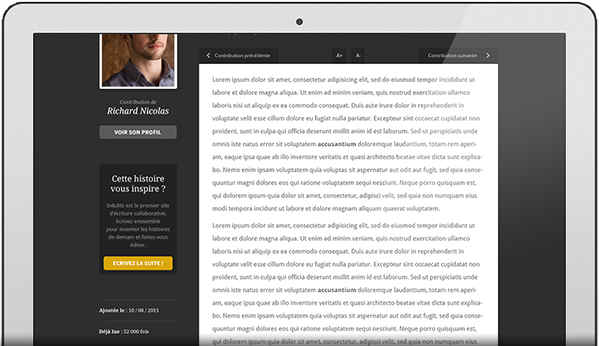 Contribution précédente
A+
A-
Contribution suivante
Contribution de
Richard Nicolas
VOIR SON PROFIL
Cette histoire
vous inspire ?
In&dits est le premier site
d'écriture collaborative.
Ecrivez ensemble
pour inventer les histoires
de demain et faites-vous
éditer.
ECRIVEZ LA SUITE !
Ajoutée le : 10 / 08 / 2013
Déjà lue : 52 000 fois
Lorem ipsum dolor sit amet, consectetur adipisicing elit, sed do eiusmod tempor incididunt ut
labore et dolore magna aliqua. Ut enim ad minim veniam, quis nostrud exercitation ullamco
laboris nisi ut aliquip ex ea commodo consequat. Duis aute irure dolor in reprehenderit in
voluptate velit esse cillum dolore eu fugiat nulla pariatur. Excepteur sint occaecat cupidatat non
proident, sunt in culpa qui officia deserunt mollit anim id est laborum. Sed ut perspiciatis unde
omnis iste natus error sit voluptatem accusantium doloremque laudantium, totam rem aperi-
am, eaque ipsa quae ab illo inventore veritatis et quasi architecto beatae vitae dicta sunt explica-
bo. Nemo enim ipsam voluptatem quia voluptas sit aspernatur aut odit aut fugit, sed quia conse-
quuntur magni dolores eos qui ratione voluptatem sequi nesciunt. Neque porro quisquam est,
qui dolorem ipsum quia dolor sit amet, consectetur, adipisci velit, sed quia non numquam eius
modi tempora incidunt ut labore et dolore magnam aliquam quaerat voluptatem.
Lorem ipsum dolor sit amet, consectetur adipisicing elit, sed do eiusmod tempor incididunt ut
labore et dolore magna aliqua. Ut enim ad minim veniam, quis nostrud exercitation ullamco
laboris nisi ut aliquip ex ea commodo consequat. Duis aute irure dolor in reprehenderit in
voluptate velit esse cillum dolore eu fugiat nulla pariatur. Excepteur sint occaecat cupidatat non
proident, sunt in culpa qui officia deserunt mollit anim id est laborum. Sed ut perspiciatis unde
omnis iste natus error sit voluptatem accusantium doloremque laudantium, totam rem aperi-
am, eaque ipsa quae ab illo inventore veritatis et quasi architecto beatae vitae dicta sunt explica-
bo. Nemo enim ipsam voluptatem quia voluptas sit aspernatur aut odit aut fugit, sed quia conse-
quuntur magni dolores eos qui ratione voluptatem sequi nesciunt. Neque porro quisquam est,
qui dolorem ipsum quia dolor sit amet, consectetur, adipisci velit, sed quia non numquam eius